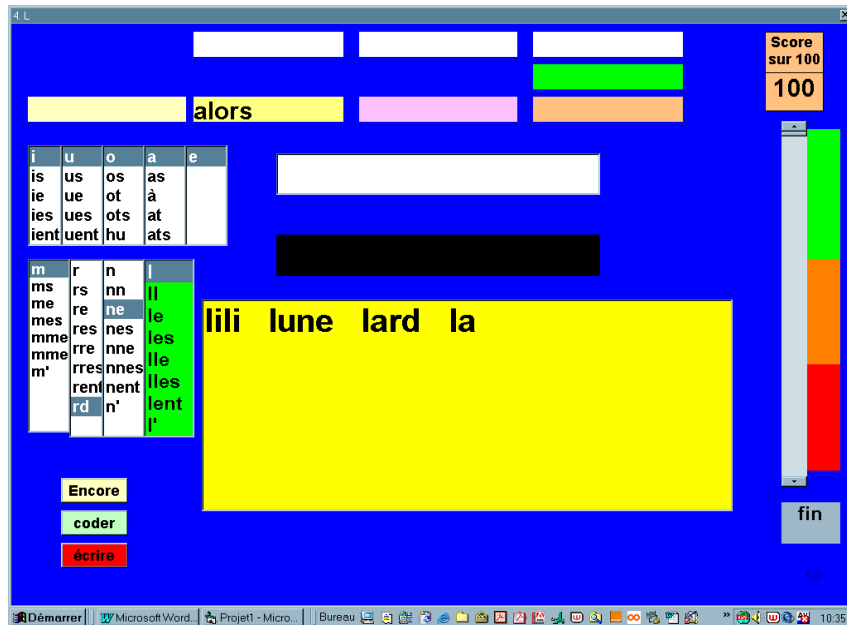 4. L
Score
sur 100
100
alors
i u o a e
is us os as
ie ue ot à
ies ues ots at
ient uent hu ats
m r n l
ms rs nn ll
me re ne le
mes res nes les
mme rre nne lle
mme rres nnes lles
m' rent nent lent
rd n' l'
lili lune lard la
Encore
coder
écrire
fin
53
Démarrer Microsoft Word... Projet1 - Micro... Bureau » 10:35